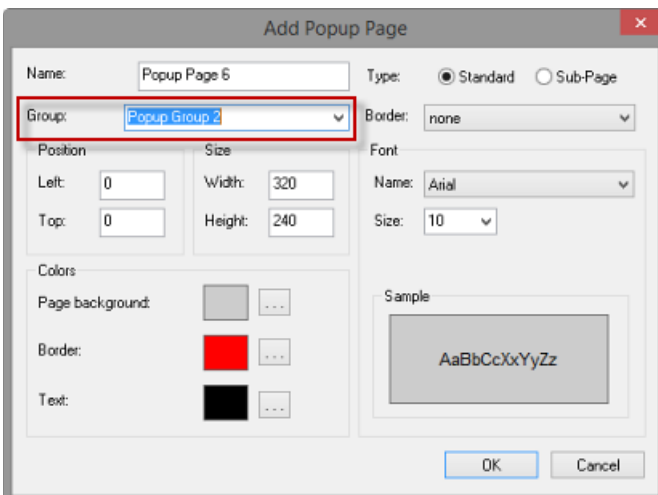 Add Popup Page
Name: Popup Page 6 Type: Standard Sub-Page
Group: Popup Group 2 Border: none
Position Size Font
Left: 0 Width: 320 Name: Arial
Top: 0 Height: 240 Size: 10
Colors
Page background: ... Sample
Border: ... AaBbCcXxYyZz
Text: ...
OK Cancel